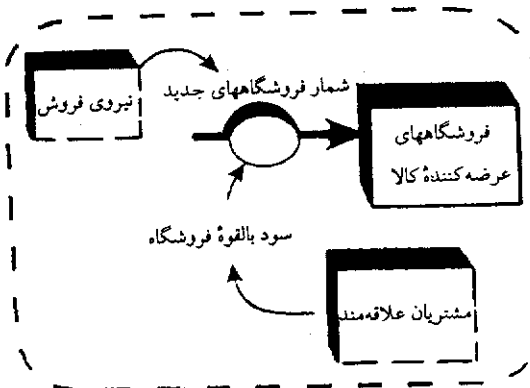 نیروی فروش
شمار فروشگاههای جدید
فروشگاههای
عرضه‌کنندهٔ کالا
سود بالقوهٔ فروشگاه
مشتریان علاقه‌مند